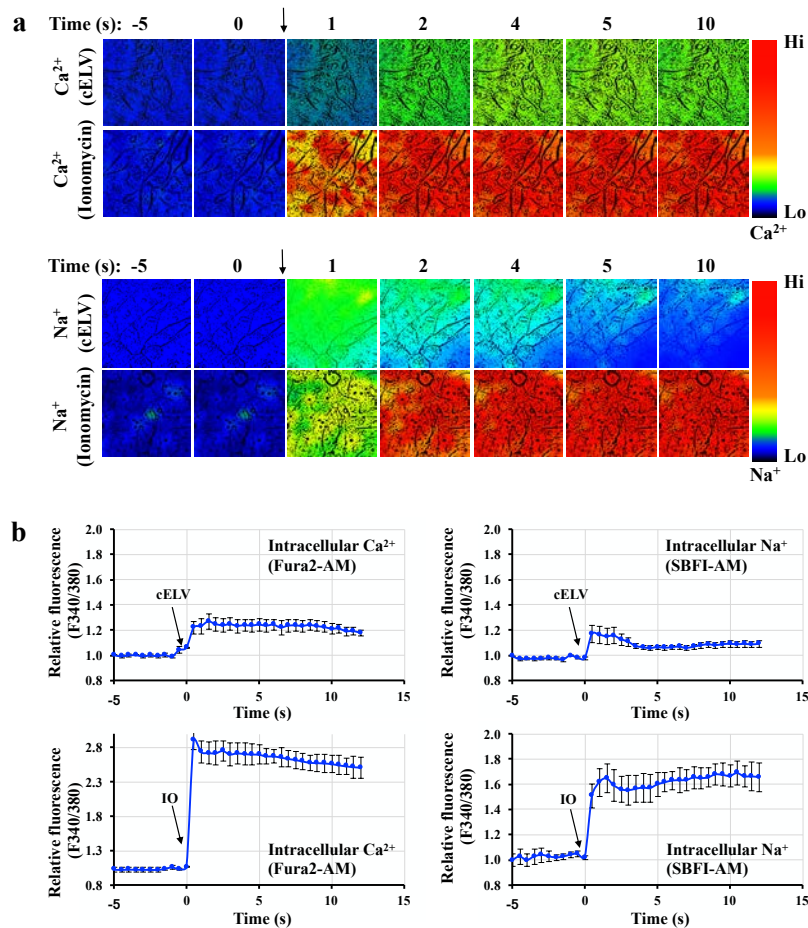 a
Time (s): -5 0 1 2 4 5 10
Ca²⁺
(cELV)
Ca²⁺
(Ionomycin)
Hi
Lo
Ca²⁺
Time (s): -5 0 1 2 4 5 10
Na⁺
(cELV)
Na⁺
(Ionomycin)
Hi
Lo
Na⁺
b
Relative fluorescence
(F340/380)
2.0
1.8
1.6
1.4
1.2
1.0
0.8
Intracellular Ca²⁺
(Fura2-AM)
cELV
-5 0 5 10 15
Time (s)
Relative fluorescence
(F340/380)
2.0
1.8
1.6
1.4
1.2
1.0
0.8
Intracellular Na⁺
(SBFI-AM)
cELV
-5 0 5 10 15
Time (s)
Relative fluorescence
(F340/380)
2.8
2.3
1.3
0.8
IO
Intracellular Ca²⁺
(Fura2-AM)
-5 0 5 10 15
Time (s)
Relative fluorescence
(F340/380)
2.0
1.8
1.6
1.4
1.2
1.0
0.8
IO
Intracellular Na⁺
(SBFI-AM)
-5 0 5 10 15
Time (s)